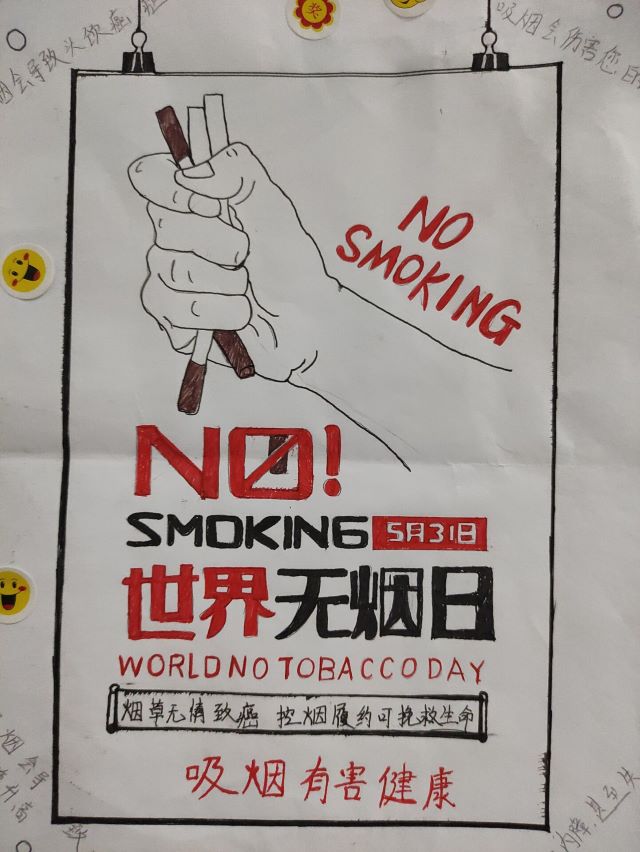 吸烟会伤害您
NO
SMOKING
NO!
SMOKING 5月31日
世界无烟日
WORLD NO TOBACCO DAY
烟草无情致癌 控烟履约可挽救生命
吸烟有害健康